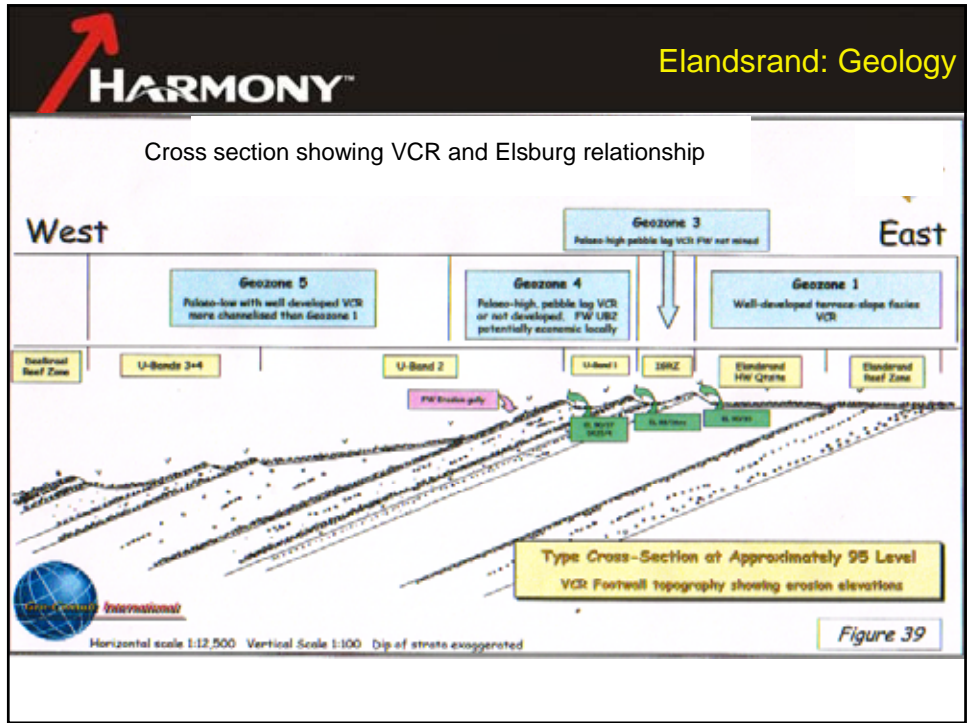 HARMONY™
Elandsrand: Geology
Cross section showing VCR and Elsburg relationship
West
East
Geozone 3
Palaeo-high pebble lag VCR FW not mined
Geozone 5
Palaeo-low with well developed VCR
more channelised than Geozone 1
Geozone 4
Palaeo-high, pebble lag VCR
or not developed. FW UB2
potentially economic locally
Geozone 1
Well-developed terrace-slope facies
VCR
Reef Zone
U-Bands 3+4
U-Band 2
U-Band 1
Elandsrand
HW Qtzite
Elandsrand
Reef Zone
FW Erosion gully
Type Cross-Section at Approximately 95 Level
VCR Footwall topography showing erosion elevations
International
Horizontal scale 1:12,500 Vertical Scale 1:100 Dip of strata exaggerated
Figure 39